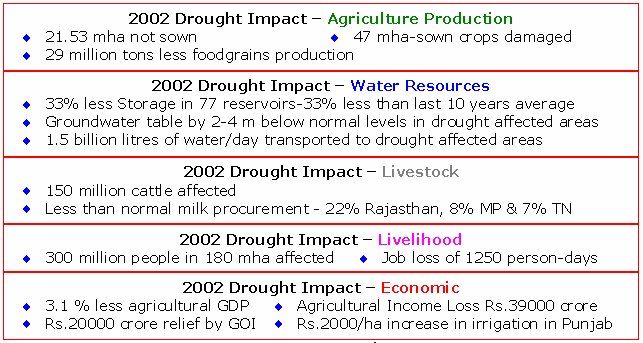 2002 Drought Impact – Agriculture Production
21.53 mha not sown 47 mha-sown crops damaged
29 million tons less foodgrains production
2002 Drought Impact – Water Resources
33% less Storage in 77 reservoirs-33% less than last 10 years average
Groundwater table by 2-4 m below normal levels in drought affected areas
1.5 billion litres of water/day transported to drought affected areas
2002 Drought Impact – Livestock
150 million cattle affected
Less than normal milk procurement - 22% Rajasthan, 8% MP & 7% TN
2002 Drought Impact – Livelihood
300 million people in 180 mha affected Job loss of 1250 person-days
2002 Drought Impact – Economic
3.1 % less agricultural GDP Agricultural Income Loss Rs.39000 crore
Rs.20000 crore relief by GOI Rs.2000/ha increase in irrigation in Punjab